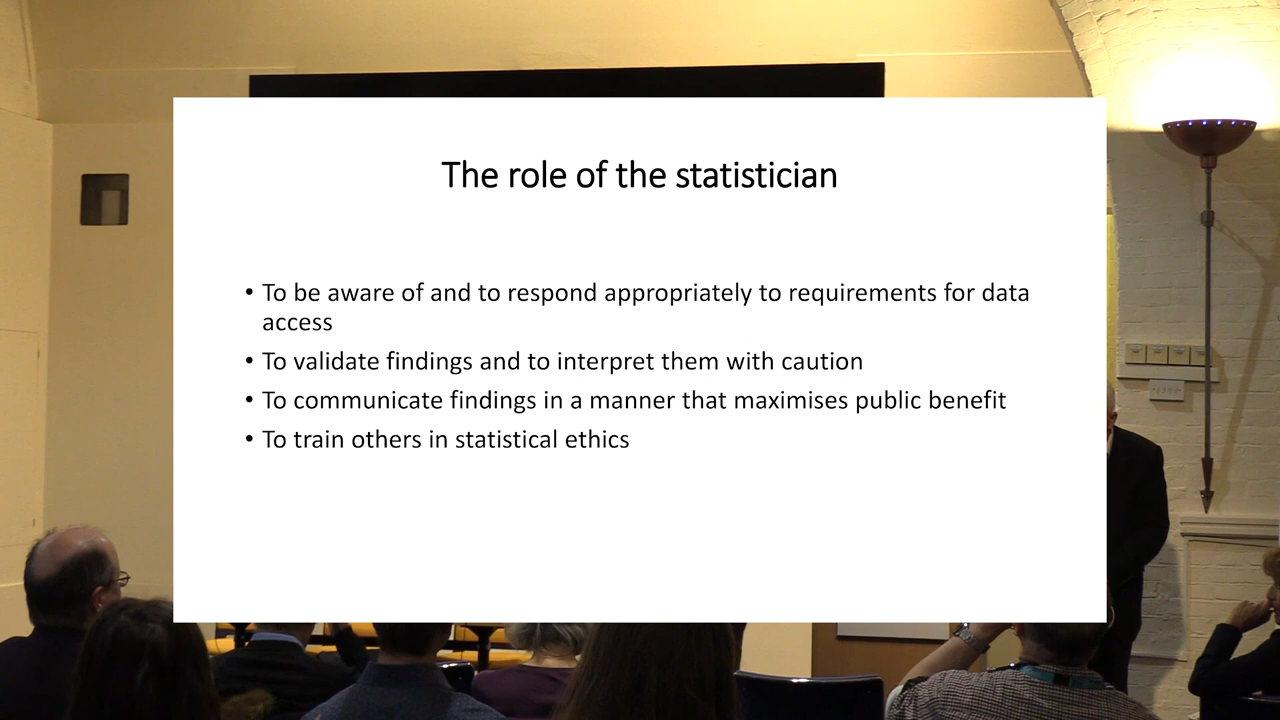 The role of the statistician
• To be aware of and to respond appropriately to requirements for data
access
• To validate findings and to interpret them with caution
• To communicate findings in a manner that maximises public benefit
• To train others in statistical ethics